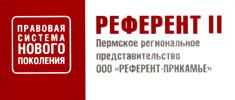 ПРАВОВАЯ
СИСТЕМА
НОВОГО
ПОКОЛЕНИЯ
РЕФЕРЕНТ II
Пермское региональное
представительство
ООО «РЕФЕРЕНТ-ПРИКАМЬЕ»